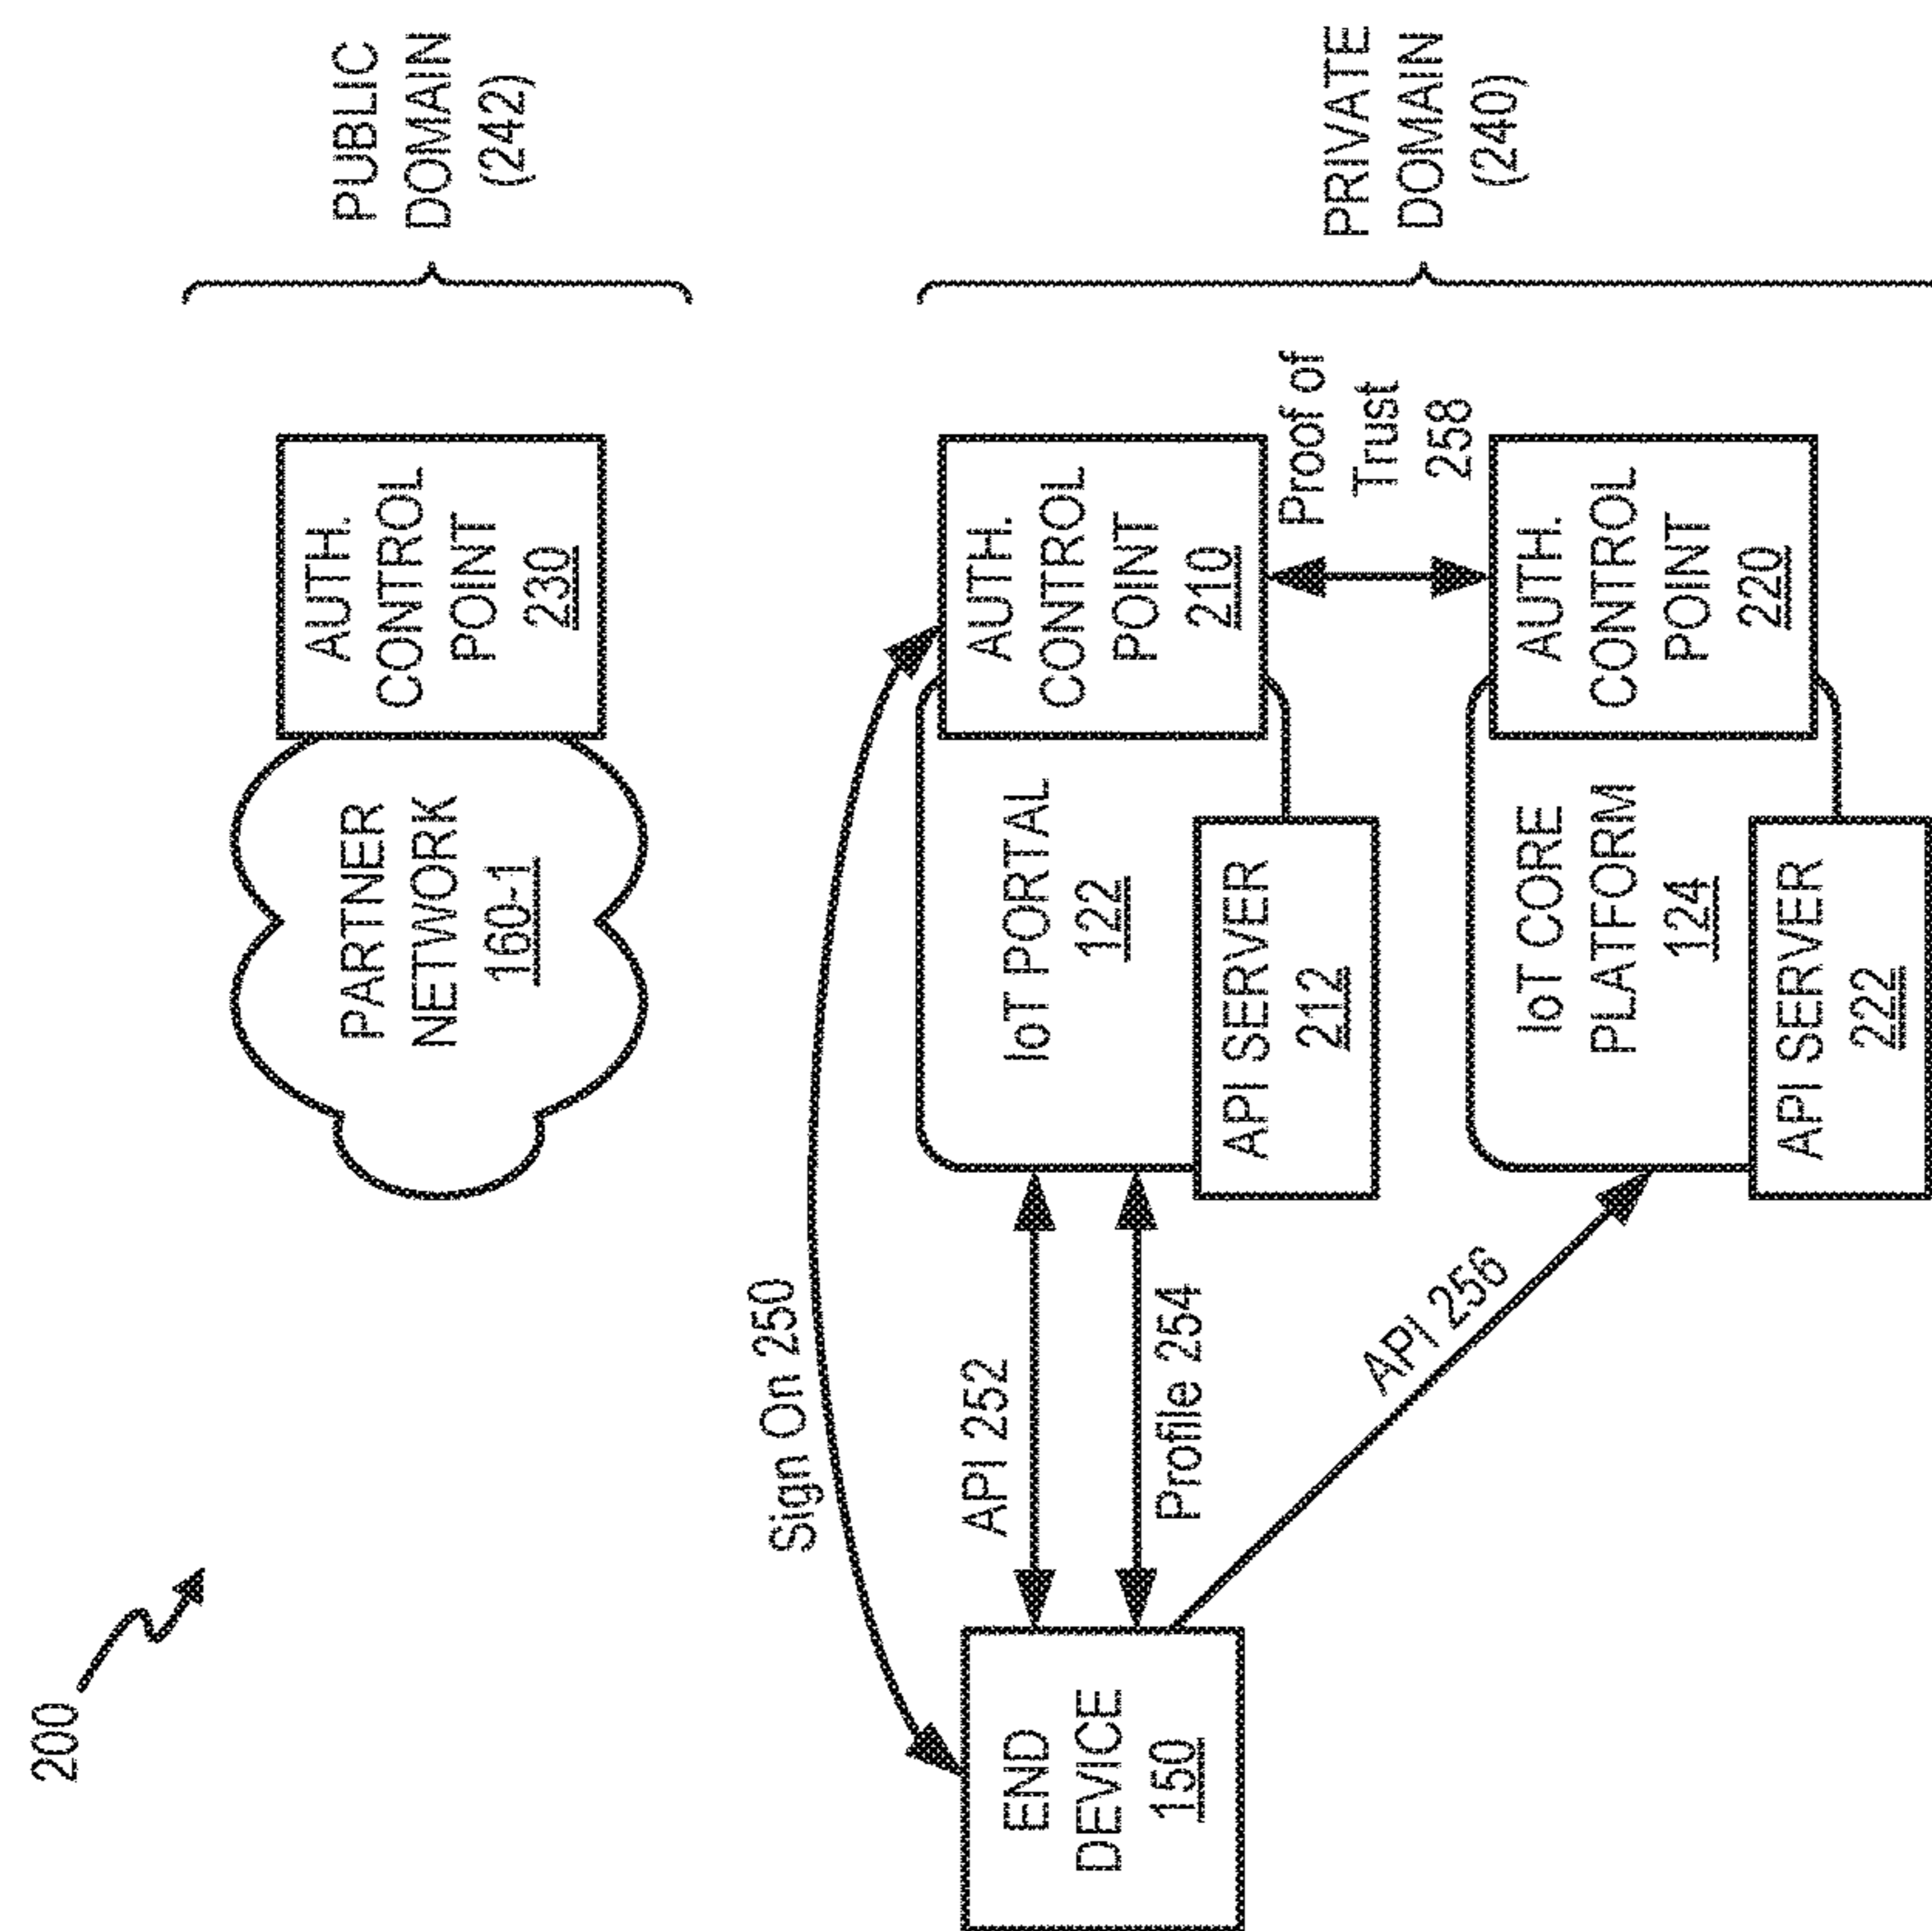 200
PUBLIC
DOMAIN
(242)
PARTNER
NETWORK
160-1
AUTH.
CONTROL
POINT
230
Sign On 250
PRIVATE
DOMAIN
(240)
END
DEVICE
150
API 252
Profile 254
API 256
IoT PORTAL
122
AUTH.
CONTROL
POINT
210
API SERVER
212
Proof of
Trust
258
IoT CORE
PLATFORM
124
AUTH.
CONTROL
POINT
220
API SERVER
222